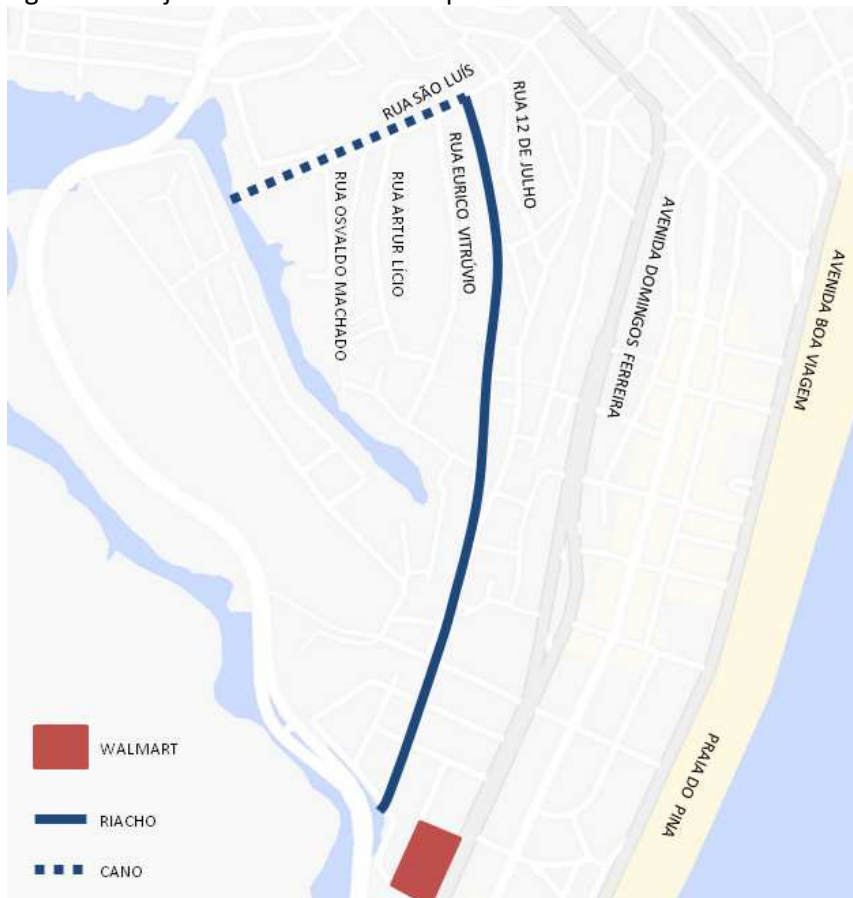 RUA SÃO LUÍS
RUA 12 DE JULHO
RUA EURICO VITRÚVIO
RUA ARTUR LÍCIO
RUA OSVALDO MACHADO
AVENIDA DOMINGOS FERREIRA
AVENIDA BOA VIAGEM
PRAIA DO PINA
WALMART
RIACHO
CANO